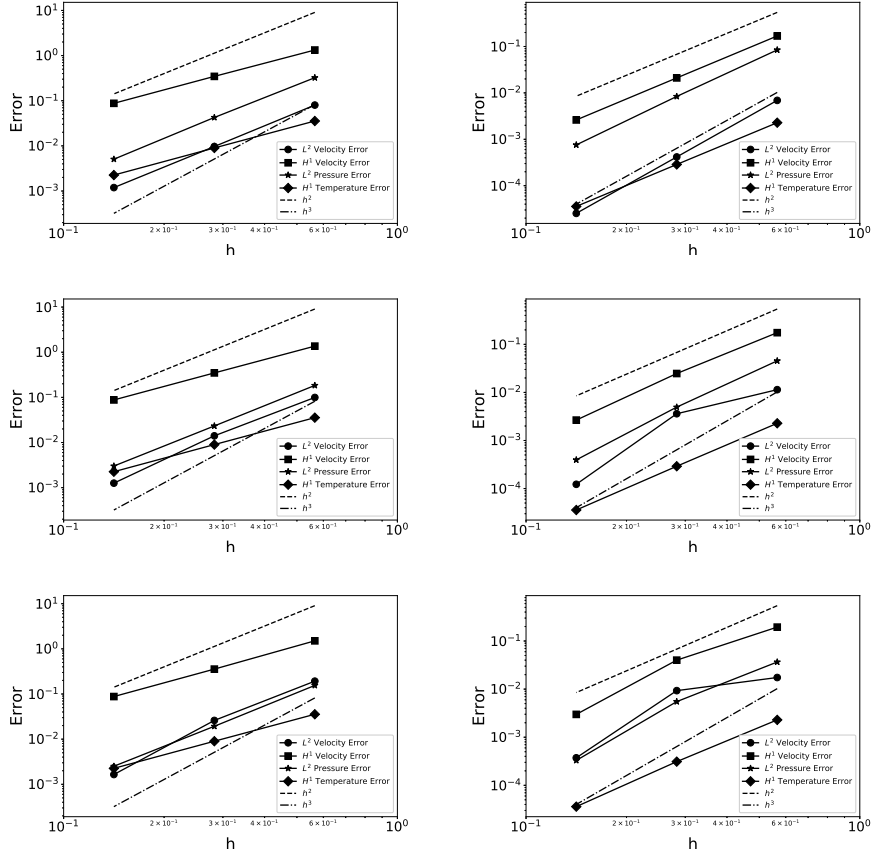 10¹
10⁰
10⁻¹
10⁻²
10⁻³
Error
L² Velocity Error
H¹ Velocity Error
L² Pressure Error
H¹ Temperature Error
h²
h³
10⁻¹
2 × 10⁻¹
3 × 10⁻¹
4 × 10⁻¹
6 × 10⁻¹
10⁰
h
10⁻¹
10⁻²
10⁻³
10⁻⁴
Error
L² Velocity Error
H¹ Velocity Error
L² Pressure Error
H¹ Temperature Error
h²
h³
10⁻¹
2 × 10⁻¹
3 × 10⁻¹
4 × 10⁻¹
6 × 10⁻¹
10⁰
h
10¹
10⁰
10⁻¹
10⁻²
10⁻³
Error
L² Velocity Error
H¹ Velocity Error
L² Pressure Error
H¹ Temperature Error
h²
h³
10⁻¹
2 × 10⁻¹
3 × 10⁻¹
4 × 10⁻¹
6 × 10⁻¹
10⁰
h
10⁻¹
10⁻²
10⁻³
10⁻⁴
Error
L² Velocity Error
H¹ Velocity Error
L² Pressure Error
H¹ Temperature Error
h²
h³
10⁻¹
2 × 10⁻¹
3 × 10⁻¹
4 × 10⁻¹
6 × 10⁻¹
10⁰
h
10¹
10⁰
10⁻¹
10⁻²
10⁻³
Error
L² Velocity Error
H¹ Velocity Error
L² Pressure Error
H¹ Temperature Error
h²
h³
10⁻¹
2 × 10⁻¹
3 × 10⁻¹
4 × 10⁻¹
6 × 10⁻¹
10⁰
h
10⁻¹
10⁻²
10⁻³
10⁻⁴
Error
L² Velocity Error
H¹ Velocity Error
L² Pressure Error
H¹ Temperature Error
h²
h³
10⁻¹
2 × 10⁻¹
3 × 10⁻¹
4 × 10⁻¹
6 × 10⁻¹
10⁰
h